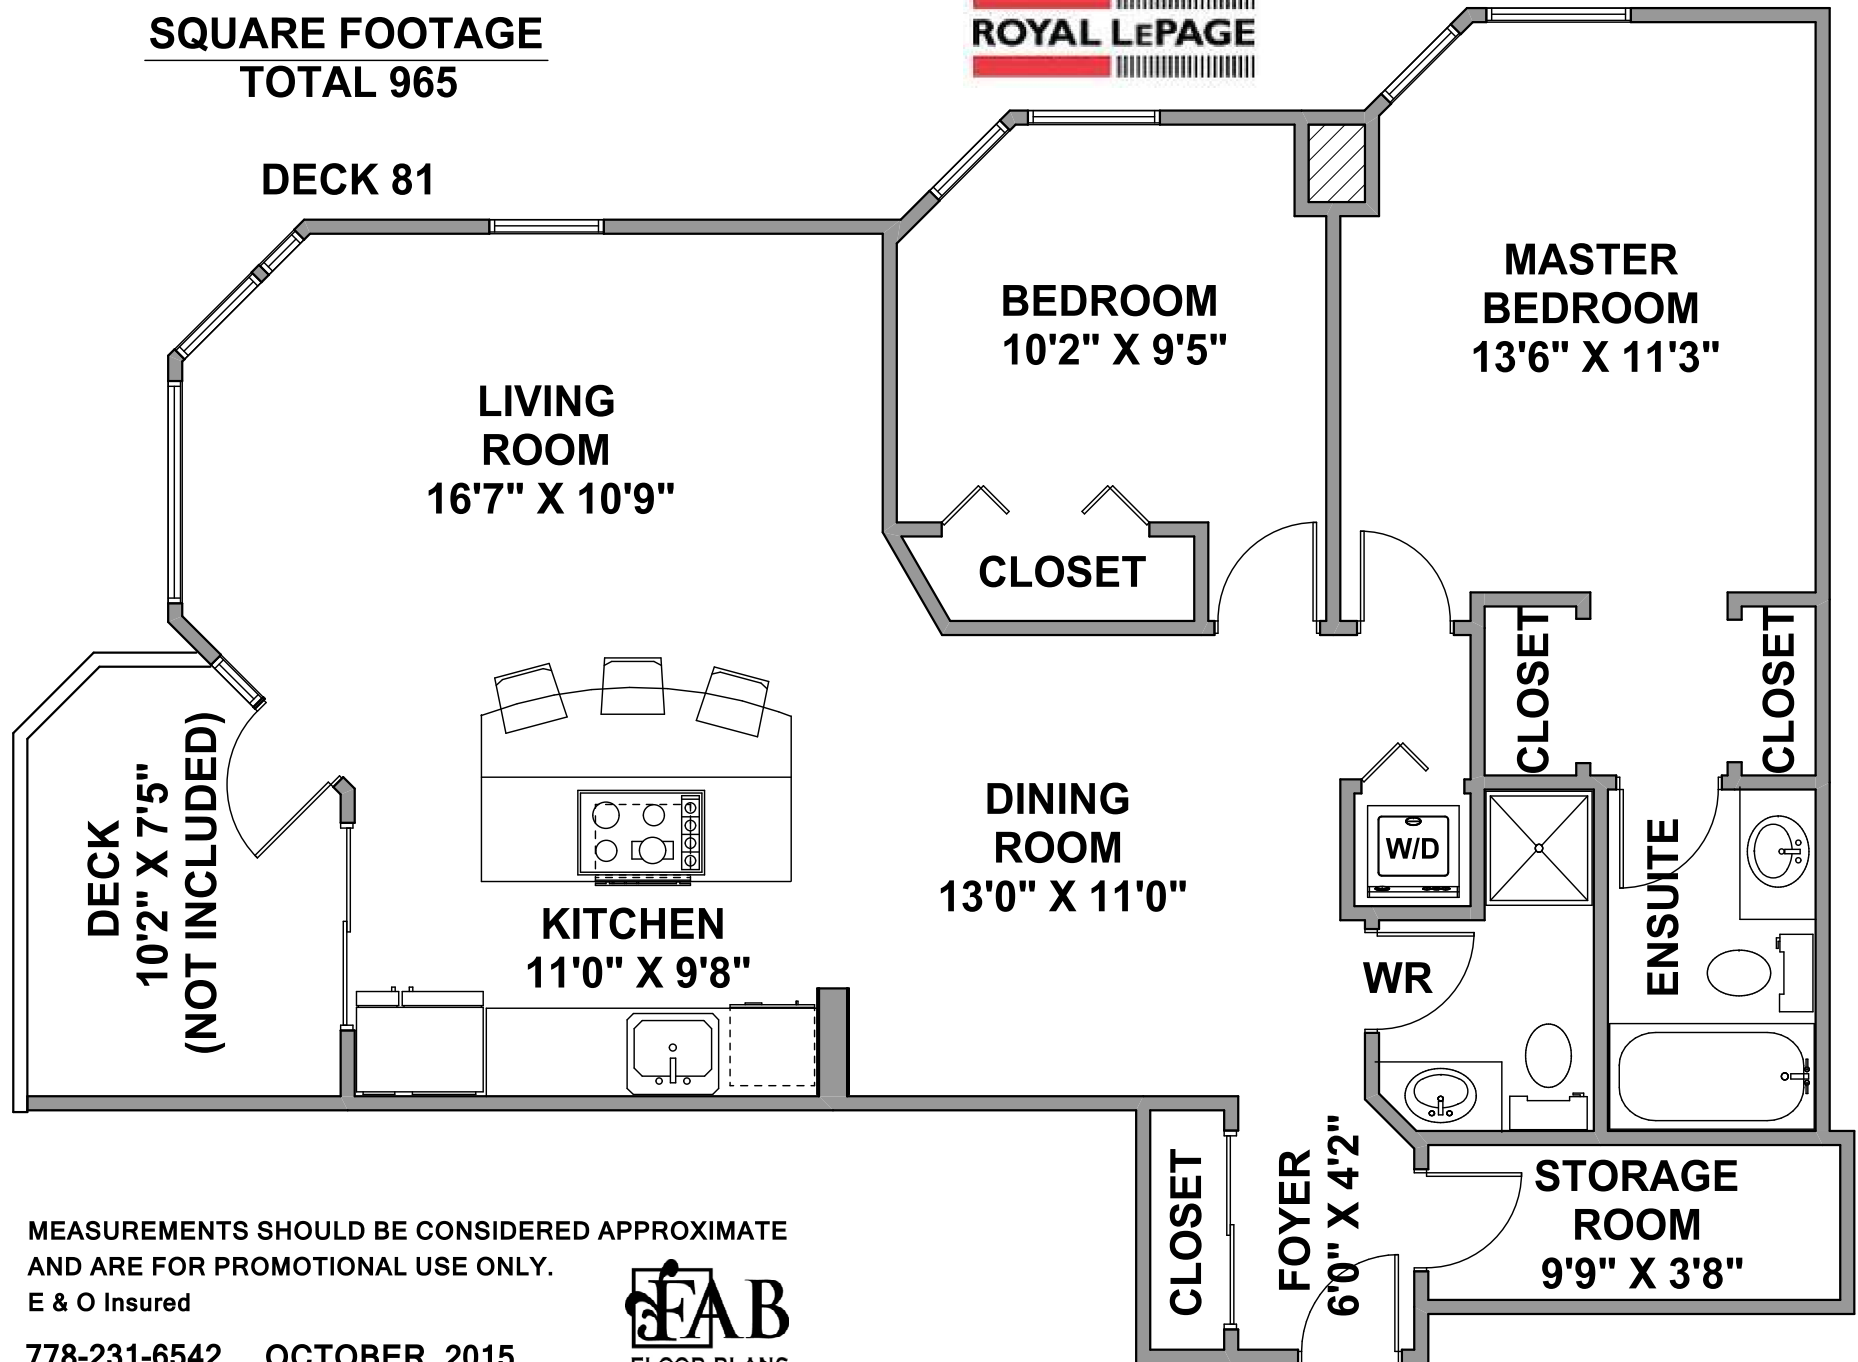 SQUARE FOOTAGE
TOTAL 965
DECK 81
ROYAL LEPAGE
MASTER
BEDROOM
13'6" X 11'3"
BEDROOM
10'2" X 9'5"
LIVING
ROOM
16'7" X 10'9"
CLOSET
CLOSET
CLOSET
DECK
10'2" X 7'5"
(NOT INCLUDED)
DINING
ROOM
13'0" X 11'0"
W/D
ENSUITE
KITCHEN
11'0" X 9'8"
WR
CLOSET
FOYER
6'0" X 4'2"
STORAGE
ROOM
9'9" X 3'8"
MEASUREMENTS SHOULD BE CONSIDERED APPROXIMATE
AND ARE FOR PROMOTIONAL USE ONLY.
E & O Insured
778-231-6542 OCTOBER, 2015
FAB
FLOOR PLANS